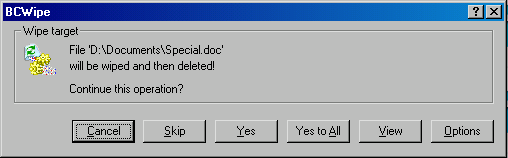 BCWipe
Wipe target
File 'D:\Documents\Special.doc'
will be wiped and then deleted!
Continue this operation?
Cancel Skip Yes Yes to All View Options